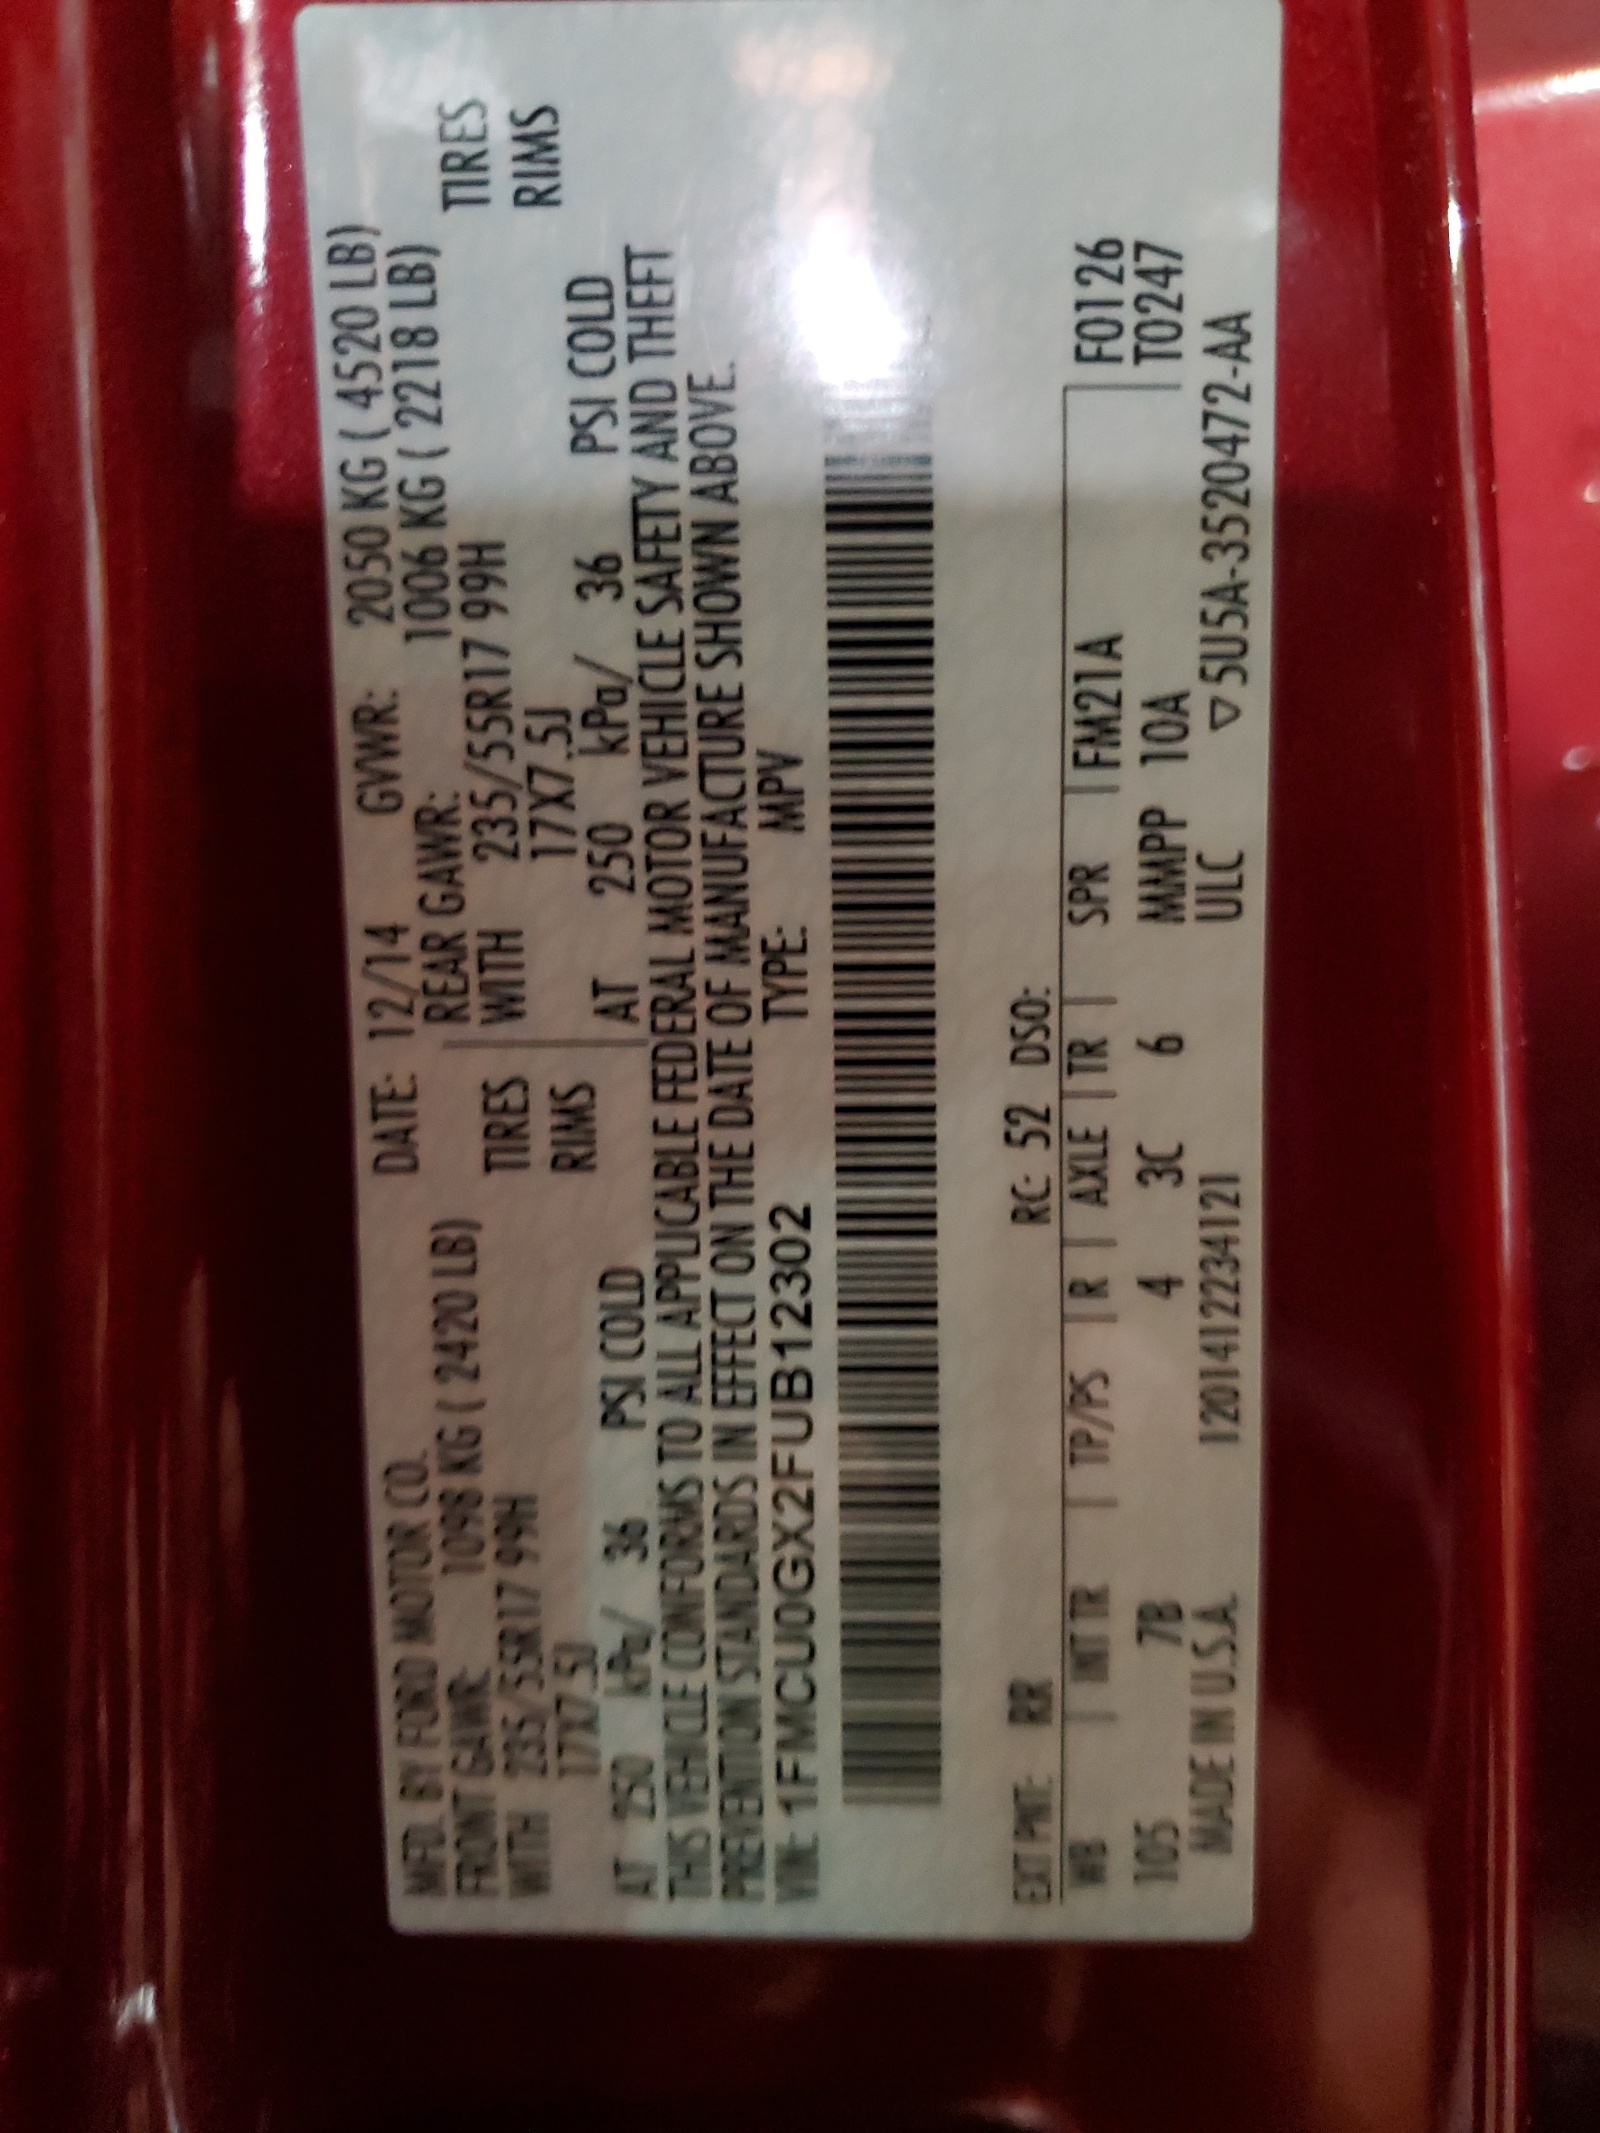 MFD. BY FORD MOTOR CO. DATE: 12/14 GVWR: 2050 KG ( 4520 LB)
FRONT GAWR: 1098 KG ( 2420 LB) REAR GAWR: 1006 KG ( 2218 LB)
WITH 235/55R17 99H TIRES WITH 235/55R17 99H TIRES
17X7.5J RIMS 17X7.5J RIMS
AT 250 kPa/ 36 PSI COLD AT 250 kPa/ 36 PSI COLD
THIS VEHICLE CONFORMS TO ALL APPLICABLE FEDERAL MOTOR VEHICLE SAFETY AND THEFT
PREVENTION STANDARDS IN EFFECT ON THE DATE OF MANUFACTURE SHOWN ABOVE.
VIN: 1FMCU0GX2FUB12302 TYPE: MPV
EXT PNT: RR RC: 52 DSO:
WB | INT TR | TP/PS | R | AXLE | TR | SPR | FM21A F0126
105 7B 4 3C 6 MMMPP 10A T0247
MADE IN U.S.A. 120141223412​1 ULC ▽5U5A-3520472-AA